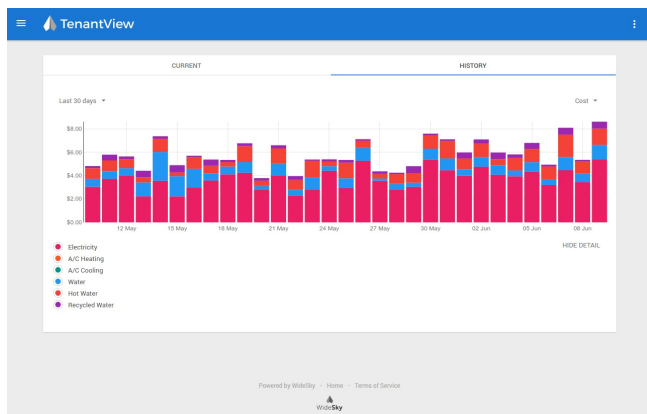 TenantView
CURRENT
HISTORY
Last 30 days
Cost
$8.00
$6.00
$4.00
$2.00
$0.00
12 May 15 May 18 May 21 May 24 May 27 May 30 May 02 Jun 05 Jun 08 Jun
Electricity
HIDE DETAIL
A/C Heating
A/C Cooling
Water
Hot Water
Recycled Water
Powered by WideSky - Home - Terms of Service
WideSky